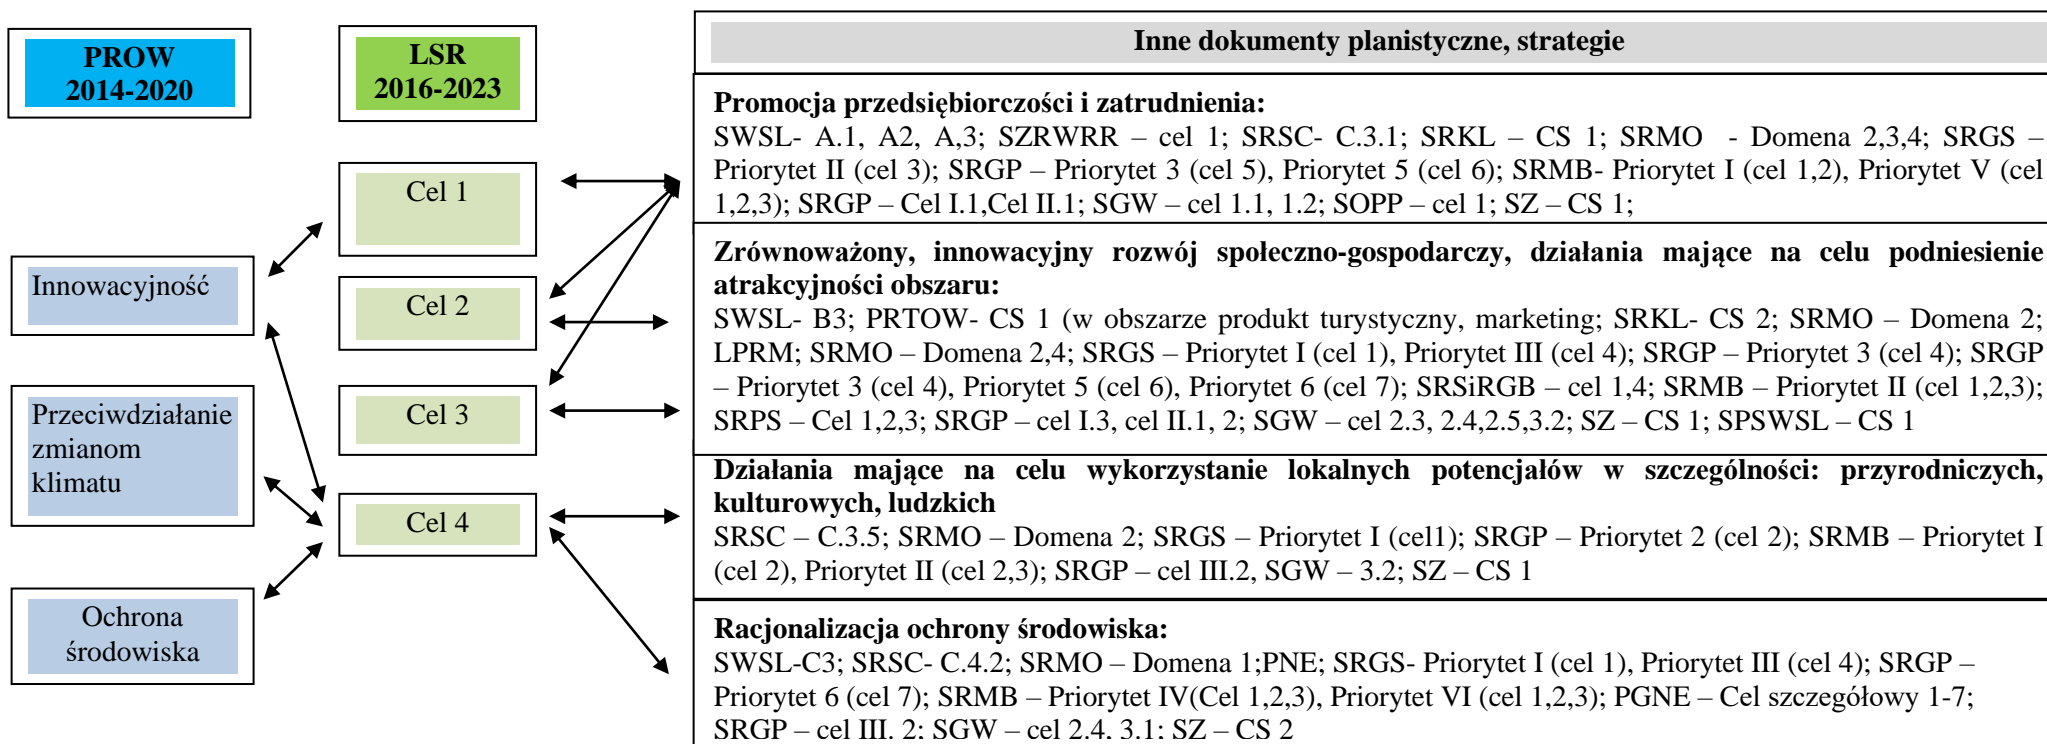 PROW
2014-2020
LSR
2016-2023
Inne dokumenty planistyczne, strategie
Innowacyjność
Przeciwdziałanie
zmianom
klimatu
Ochrona
środowiska
Cel 1
Cel 2
Cel 3
Cel 4
Promocja przedsiębiorczości i zatrudnienia:
SWSL- A.1, A2, A,3; SZRWRR – cel 1; SRSC- C.3.1; SRKL – CS 1; SRMO - Domena 2,3,4; SRGS –
Priorytet II (cel 3); SRGP – Priorytet 3 (cel 5), Priorytet 5 (cel 6); SRMB- Priorytet I (cel 1,2), Priorytet V (cel
1,2,3); SRGP – Cel I.1,Cel II.1; SGW – cel 1.1, 1.2; SOPP – cel 1; SZ – CS 1;
Zrównoważony, innowacyjny rozwój społeczno-gospodarczy, działania mające na celu podniesienie
atrakcyjności obszaru:
SWSL- B3; PRTOW- CS 1 (w obszarze produkt turystyczny, marketing; SRKL- CS 2; SRMO – Domena 2;
LPRM; SRMO – Domena 2,4; SRGS – Priorytet I (cel 1), Priorytet III (cel 4); SRGP – Priorytet 3 (cel 4); SRGP
– Priorytet 3 (cel 4), Priorytet 5 (cel 6), Priorytet 6 (cel 7); SRSiRGB – cel 1,4; SRMB – Priorytet II (cel 1,2,3);
SRPS – Cel 1,2,3; SRGP – cel I.3, cel II.1, 2; SGW – cel 2.3, 2.4,2.5,3.2; SZ – CS 1; SPSWSL – CS 1
Działania mające na celu wykorzystanie lokalnych potencjałów w szczególności: przyrodniczych,
kulturowych, ludzkich
SRSC – C.3.5; SRMO – Domena 2; SRGS – Priorytet I (cel1); SRGP – Priorytet 2 (cel 2); SRMB – Priorytet I
(cel 2), Priorytet II (cel 2,3); SRGP – cel III.2, SGW – 3.2; SZ – CS 1
Racjonalizacja ochrony środowiska:
SWSL-C3; SRSC- C.4.2; SRMO – Domena 1;PNE; SRGS- Priorytet I (cel 1), Priorytet III (cel 4); SRGP –
Priorytet 6 (cel 7); SRMB – Priorytet IV(Cel 1,2,3), Priorytet VI (cel 1,2,3); PGNE – Cel szczegółowy 1-7;
SRGP – cel III. 2; SGW – cel 2.4, 3.1; SZ – CS 2